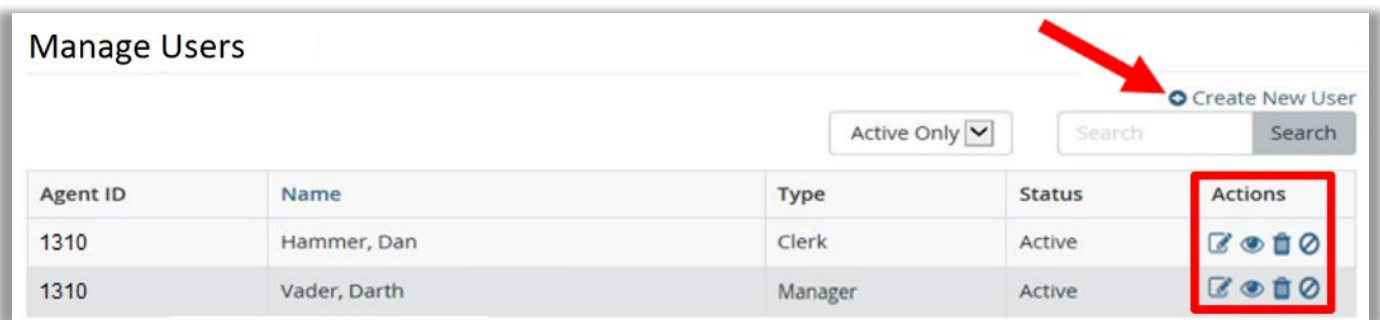 Manage Users
Create New User
Active Only Search Search
Agent ID Name Type Status Actions
1310 Hammer, Dan Clerk Active
1310 Vader, Darth Manager Active